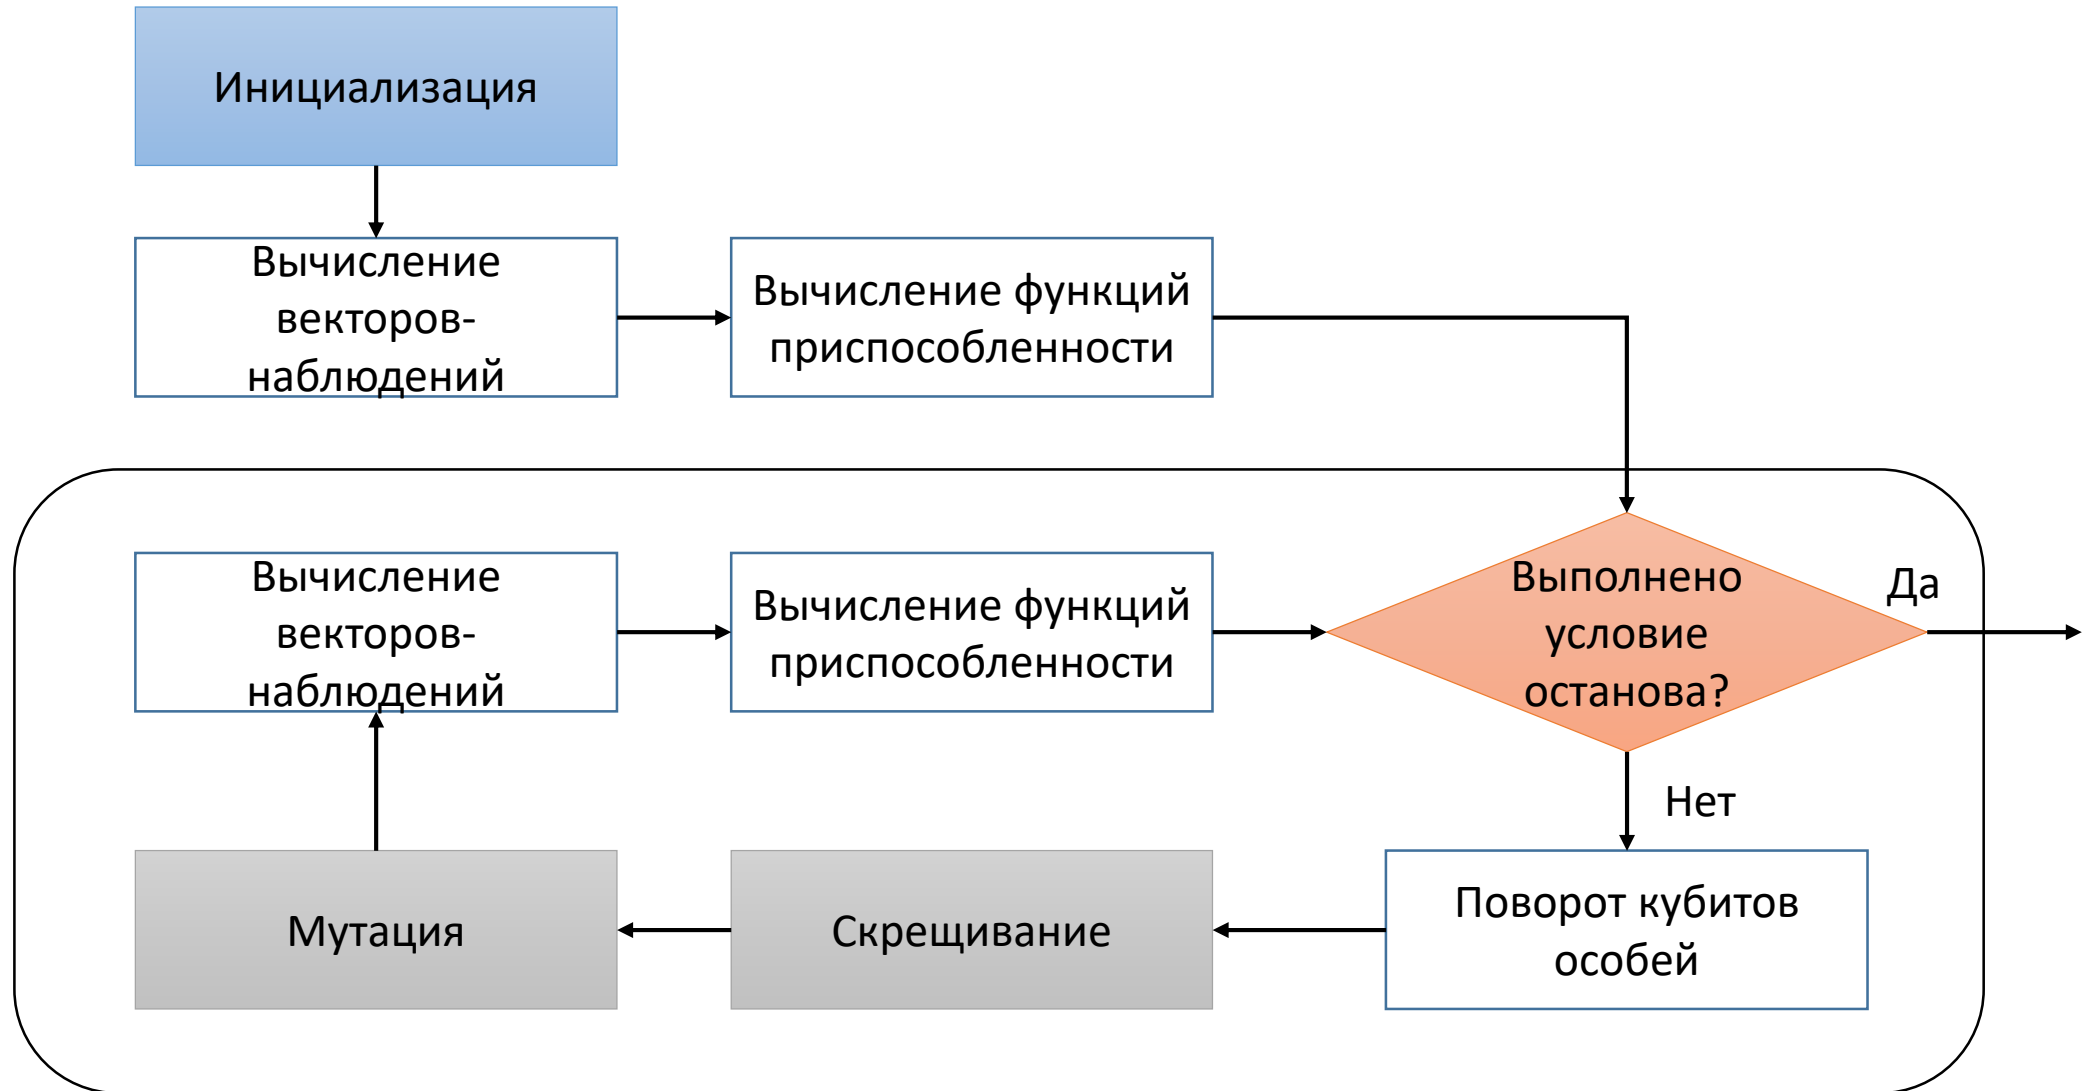 Инициализация
Вычисление
векторов-
наблюдений
Вычисление функций
приспособленности
Вычисление
векторов-
наблюдений
Вычисление функций
приспособленности
Выполнено
условие
останова?
Да
Нет
Мутация
Скрещивание
Поворот кубитов
особей